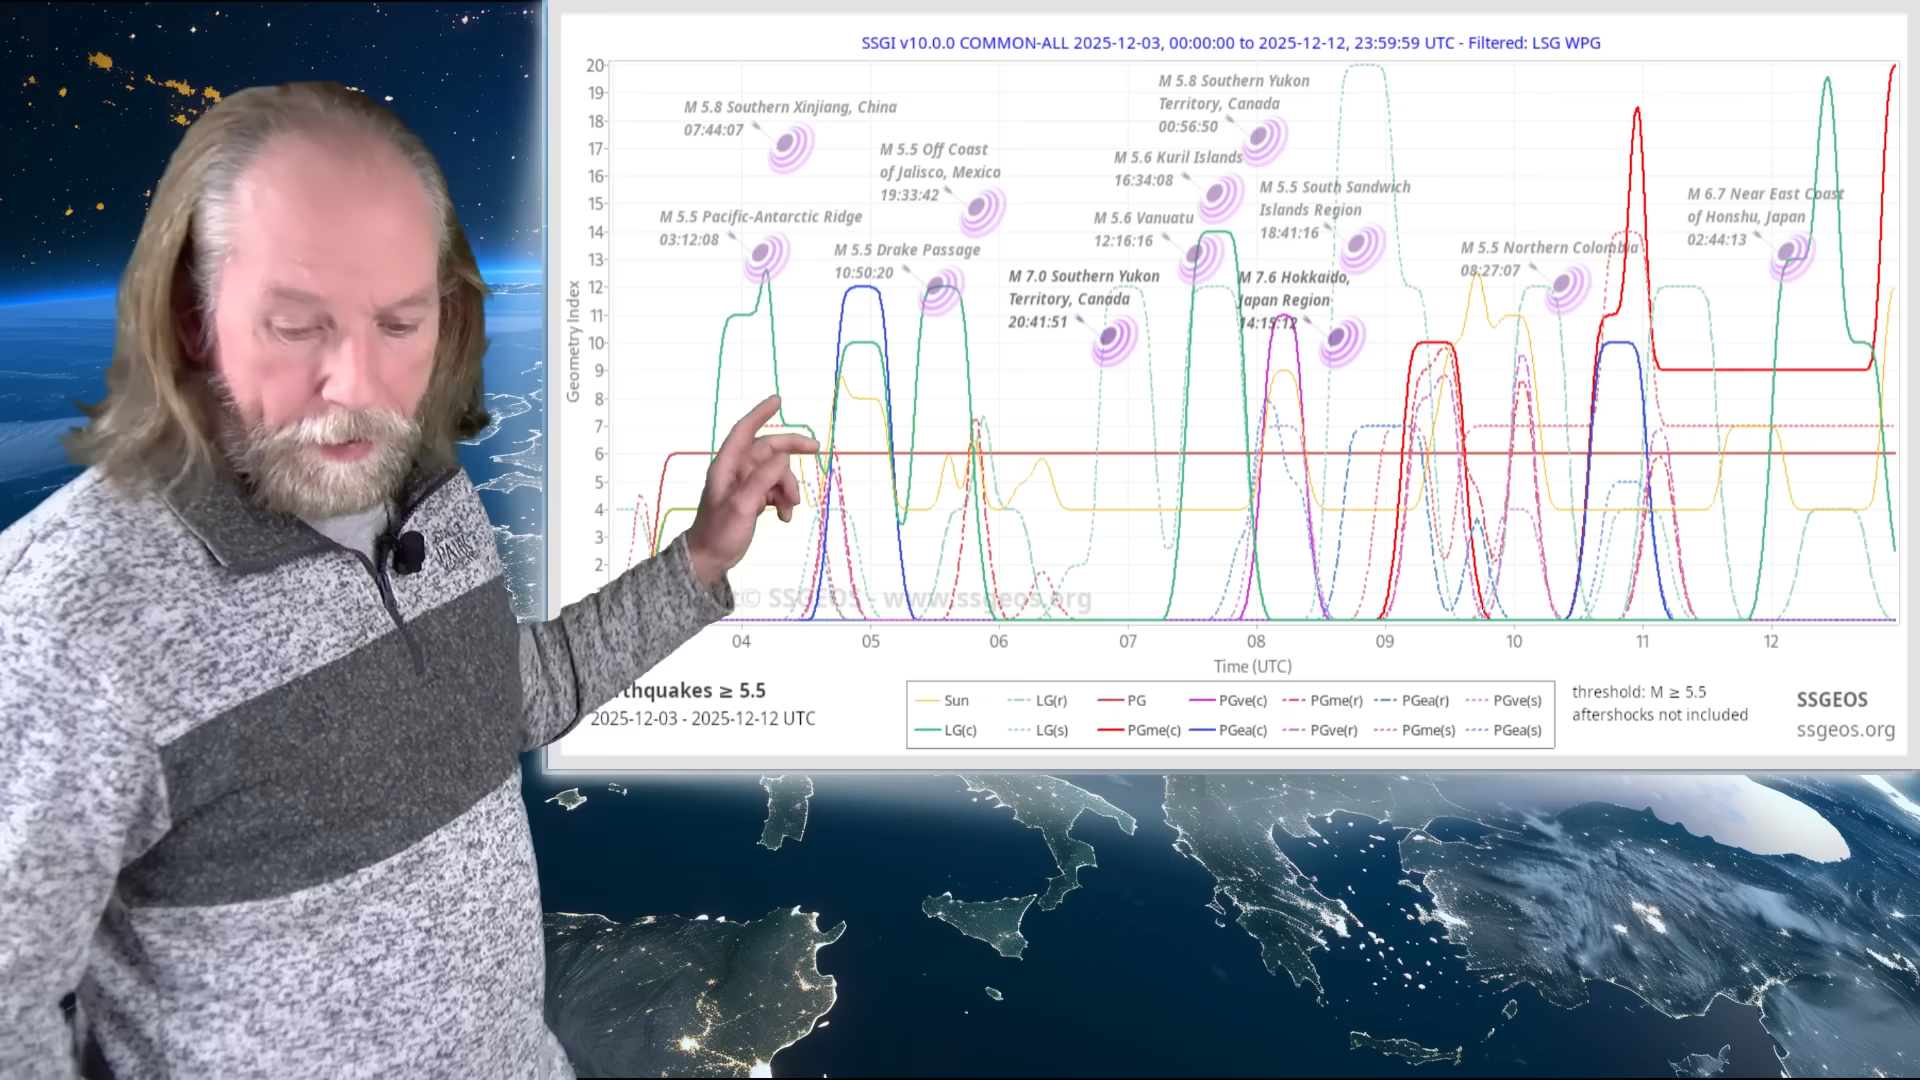 SSGI v10.0.0 COMMON-ALL 2025-12-03, 00:00:00 to 2025-12-12, 23:59:59 UTC - Filtered: LSG WPG
Geometry Index
20
19
18
17
16
15
14
13
12
11
10
9
8
7
6
5
4
3
2
M 5.8 Southern Xinjiang, China
07:44:07
M 5.5 Pacific-Antarctic Ridge
03:12:08
M 5.5 Off Coast
of Jalisco, Mexico
19:33:42
M 5.5 Drake Passage
10:50:20
M 7.0 Southern Yukon
Territory, Canada
20:41:51
M 5.8 Southern Yukon
Territory, Canada
00:56:50
M 5.6 Kuril Islands
16:34:08
M 5.6 Vanuatu
12:16:16
M 5.5 South Sandwich
Islands Region
18:41:16
M 7.6 Hokkaido,
Japan Region
14:15:12
M 5.5 Northern Colombia
08:27:07
M 6.7 Near East Coast
of Honshu, Japan
02:44:13
© SSGEOS - www.ssgeos.org
04 05 06 07 08 09 10 11 12
Time (UTC)
thquakes ≥ 5.5
2025-12-03 - 2025-12-12 UTC
Sun LG(r) PG PGve(c) PGme(r) PGea(r) PGve(s)
LG(c) LG(s) PGme(c) PGea(c) PGve(r) PGme(s) PGea(s)
threshold: M ≥ 5.5
aftershocks not included
SSGEOS
ssgeos.org